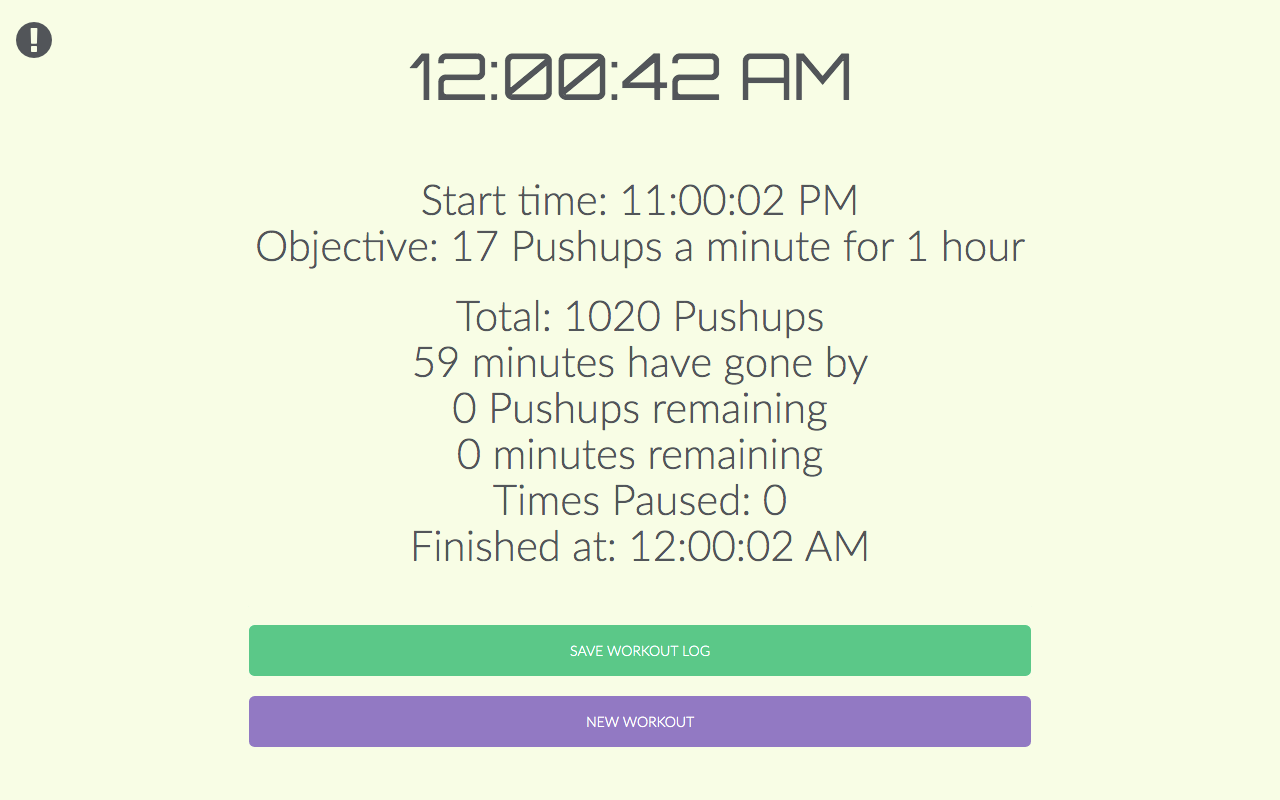 12:00:42 AM
Start time: 11:00:02 PM
Objective: 17 Pushups a minute for 1 hour
Total: 1020 Pushups
59 minutes have gone by
0 Pushups remaining
0 minutes remaining
Times Paused: 0
Finished at: 12:00:02 AM
SAVE WORKOUT LOG
NEW WORKOUT